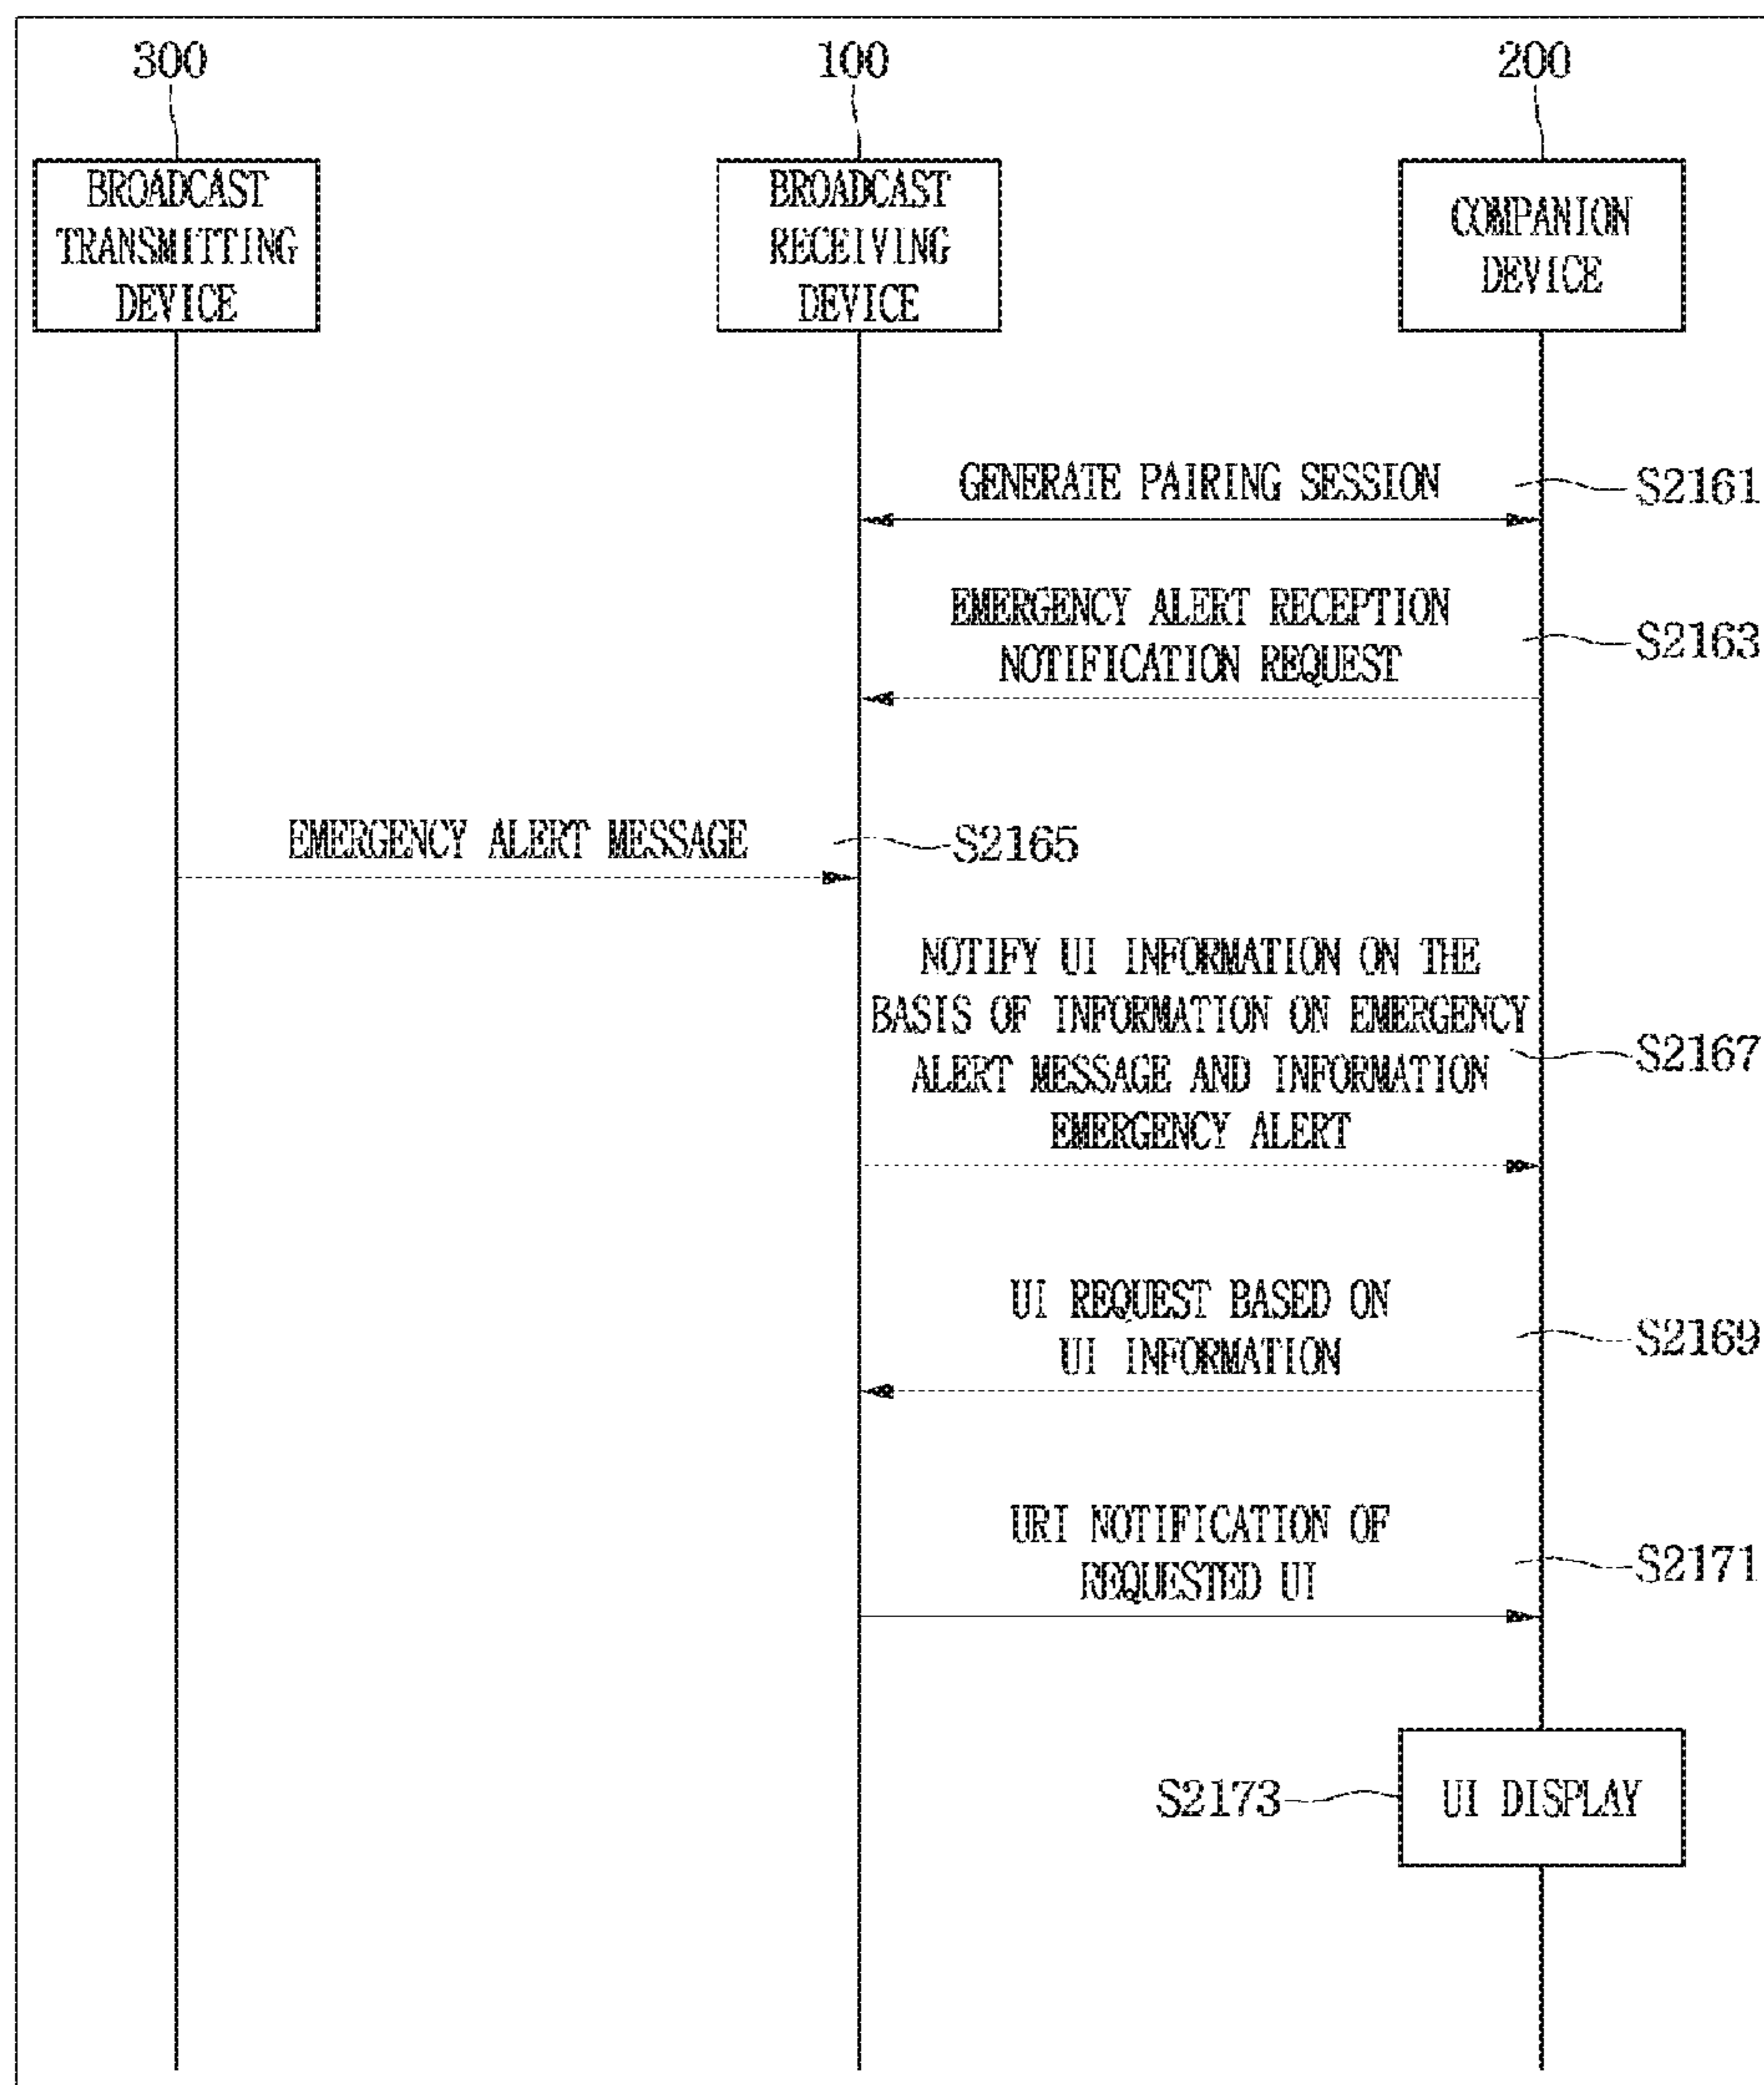 300
100
200
BROADCAST
TRANSMITTING
DEVICE
BROADCAST
RECEIVING
DEVICE
COMPANION
DEVICE
GENERATE PAIRING SESSION
S2161
EMERGENCY ALERT RECEPTION
NOTIFICATION REQUEST
S2163
EMERGENCY ALERT MESSAGE
S2165
NOTIFY UI INFORMATION ON THE
BASIS OF INFORMATION ON EMERGENCY
ALERT MESSAGE AND INFORMATION
EMERGENCY ALERT
S2167
UI REQUEST BASED ON
UI INFORMATION
S2169
URI NOTIFICATION OF
REQUESTED UI
S2171
S2173
UI DISPLAY